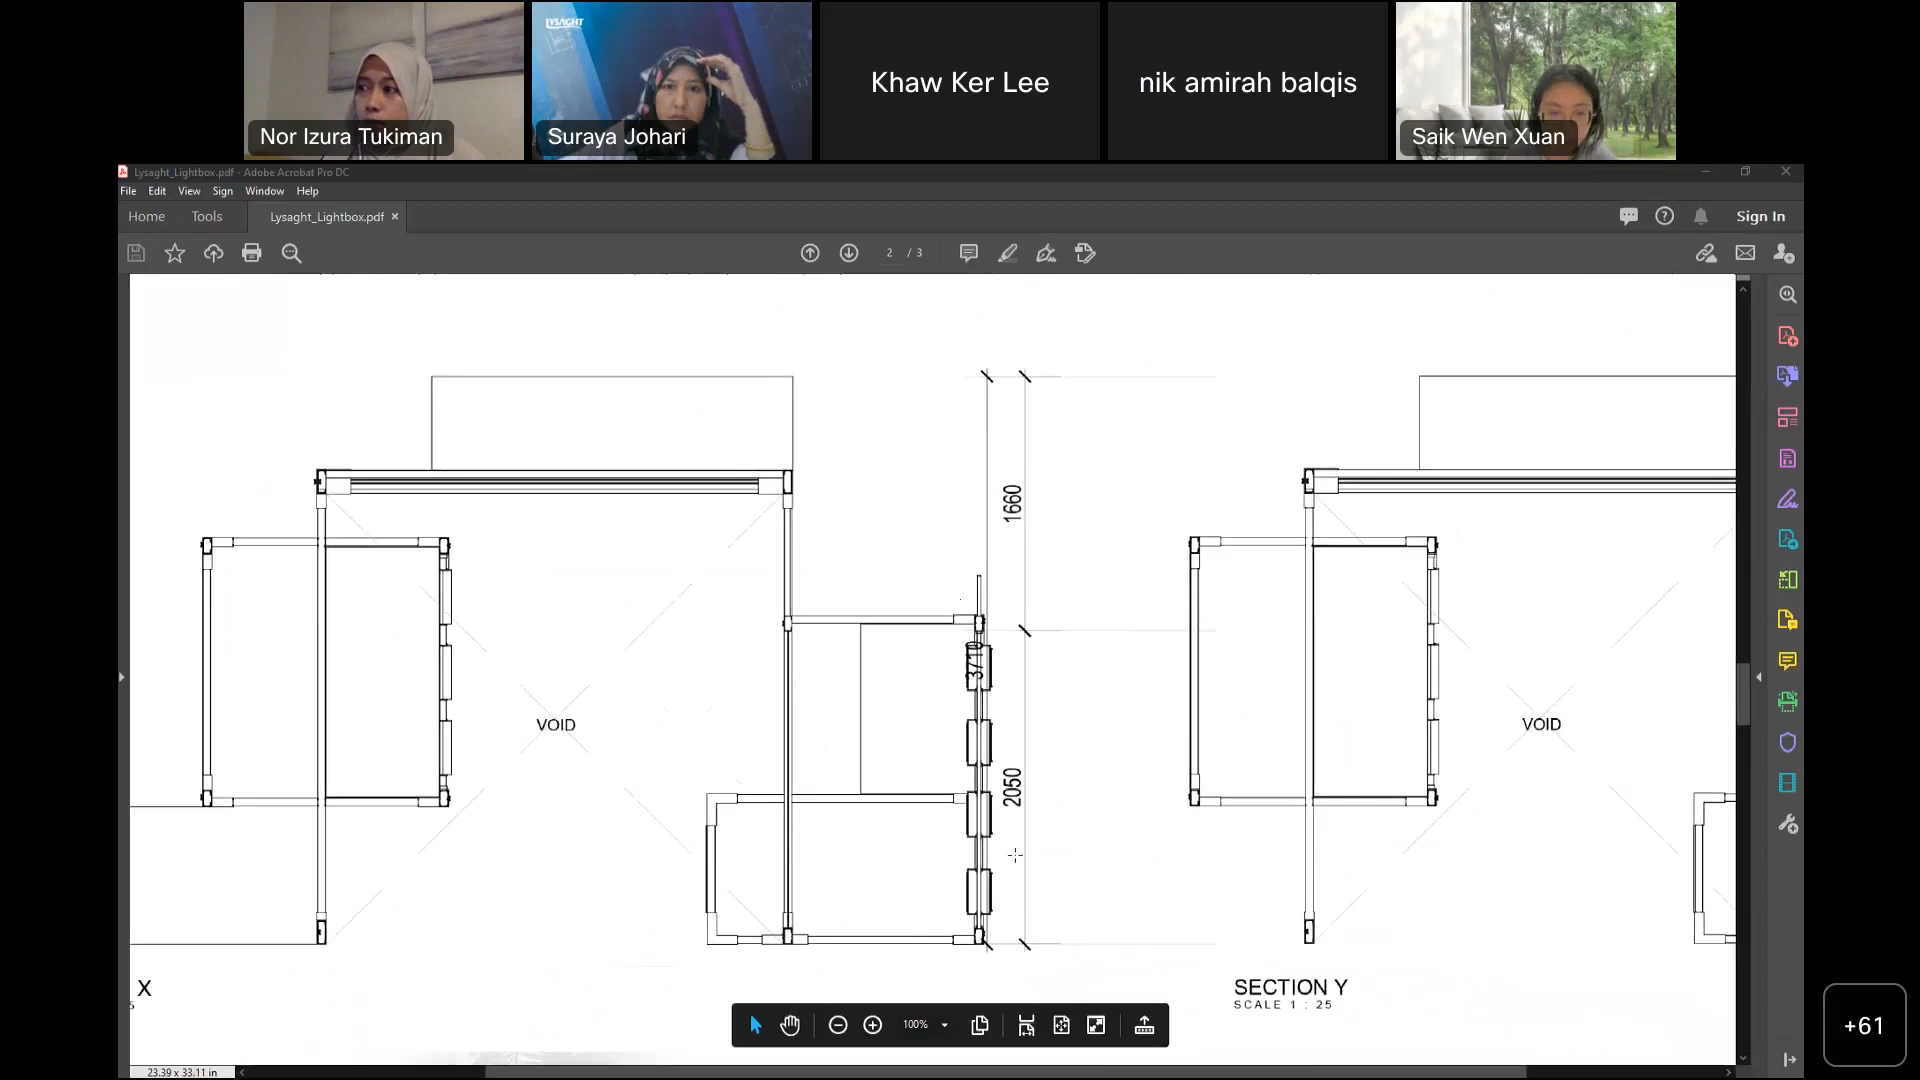 LYSAGHT
Nor Izura Tukiman
Suraya Johari
Khaw Ker Lee
nik amirah balqis
Saik Wen Xuan
Lysaght_Lightbox.pdf - Adobe Acrobat Pro DC
File Edit View Sign Window Help
Home Tools Lysaght_Lightbox.pdf × Sign In
2 / 3
1660
3710
2050
VOID
VOID
X
5
SECTION Y
SCALE 1 : 25
100%
23.39 x 33.11 in
+61